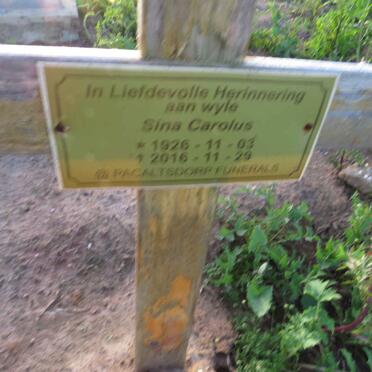 In Liefdevolle Herinnering
aan wyle
Sina Carolus
* 1926 - 11 - 03
† 2016 - 11 - 29
@ PACALTSDORP FUNERALS